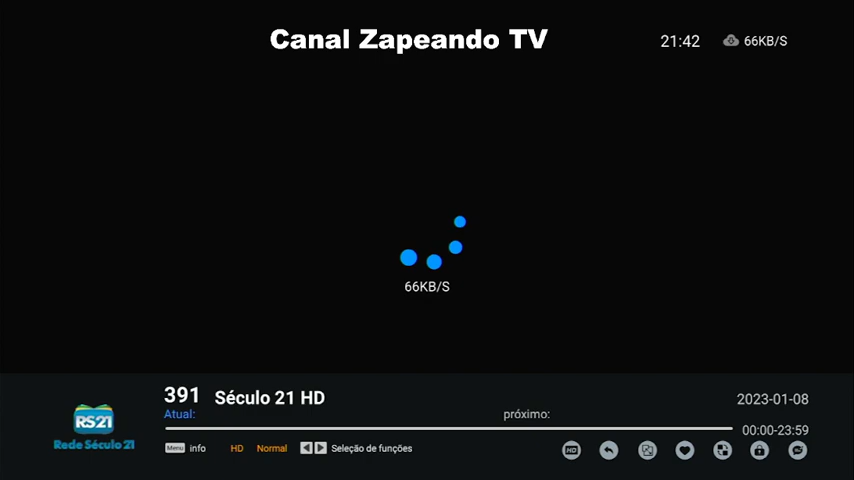 Canal Zapeando TV
21:42 66KB/S
66KB/S
391 Século 21 HD 2023-01-08
Atual: próximo:
00:00-23:59
RS21
Rede Século 21
Menu info HD Normal Seleção de funções HD